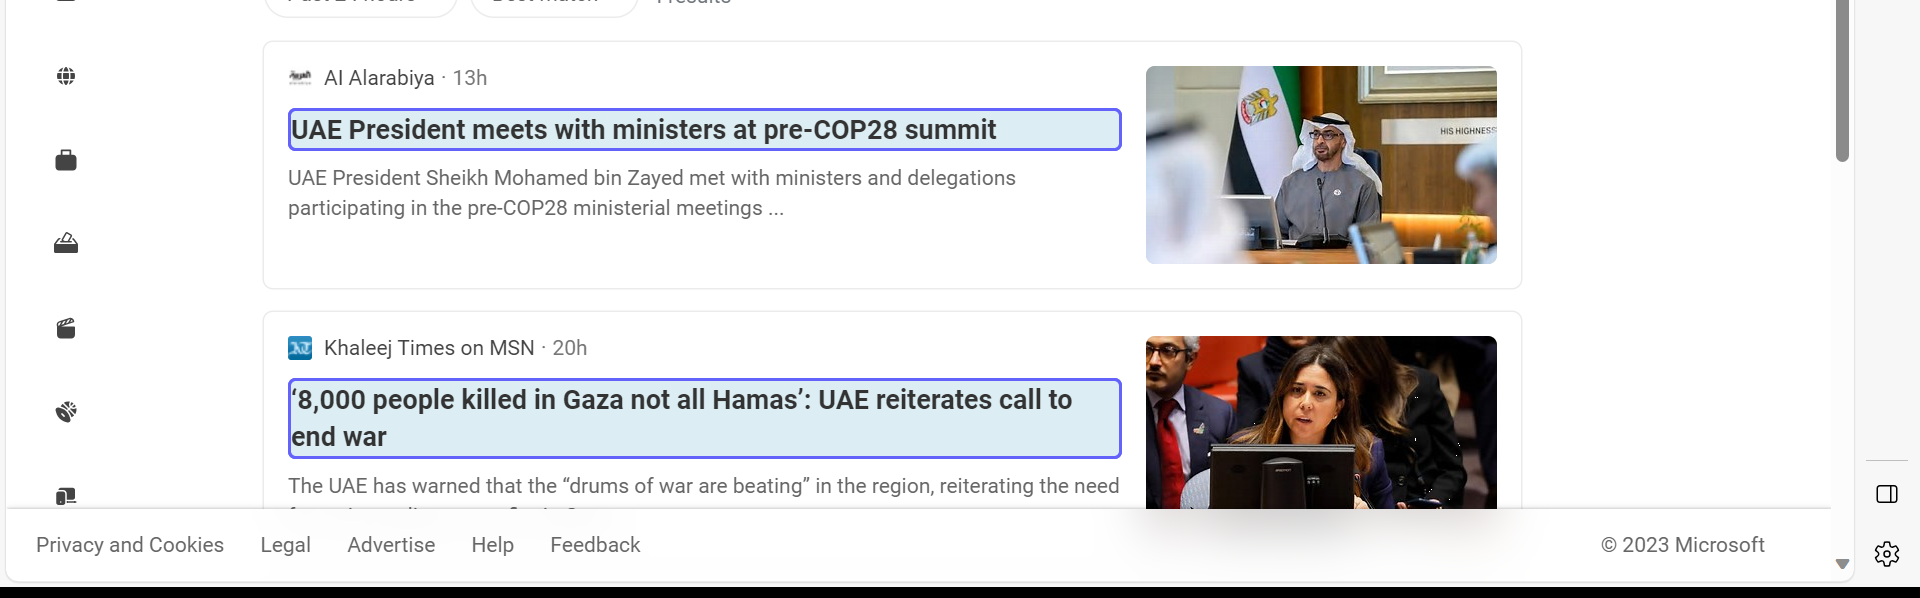 Al Alarabiya · 13h
UAE President meets with ministers at pre-COP28 summit
UAE President Sheikh Mohamed bin Zayed met with ministers and delegations
participating in the pre-COP28 ministerial meetings ...
HIS HIGHNESS
Khaleej Times on MSN · 20h
‘8,000 people killed in Gaza not all Hamas’: UAE reiterates call to
end war
The UAE has warned that the “drums of war are beating” in the region, reiterating the need
Privacy and Cookies Legal Advertise Help Feedback © 2023 Microsoft